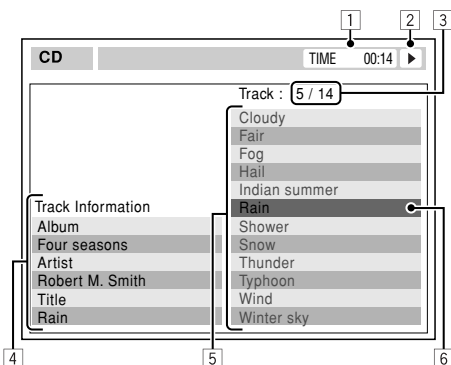 1 2 3
CD TIME 00:14
Track : 5 / 14
Cloudy
Fair
Fog
Hail
Indian summer
Rain
Shower
Snow
Thunder
Typhoon
Wind
Winter sky
Track Information
Album
Four seasons
Artist
Robert M. Smith
Title
Rain
4 5 6